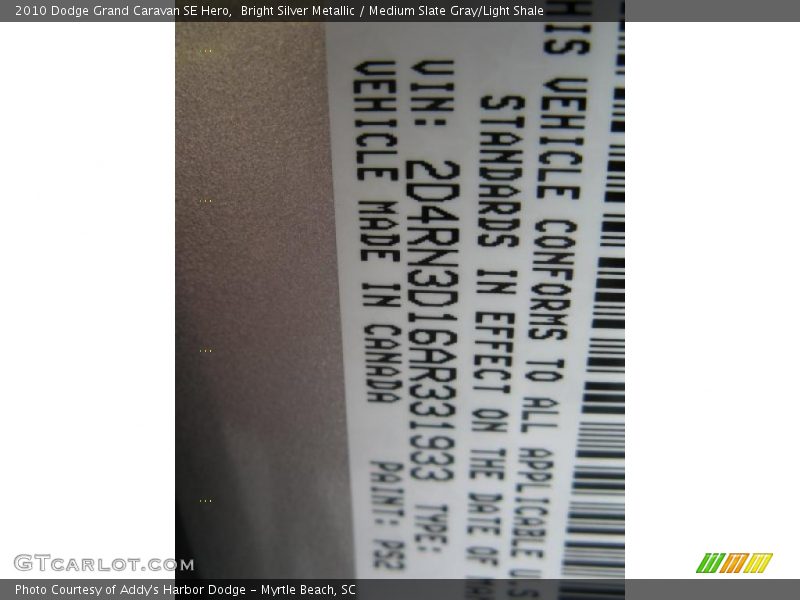 2010 Dodge Grand Caravan SE Hero, Bright Silver Metallic / Medium Slate Gray/Light Shale
HIS VEHICLE CONFORMS TO ALL APPLICABLE U.S
STANDARDS IN EFFECT ON THE DATE OF
VIN: 2D4RN3D16AR331933 TYPE:
VEHICLE MADE IN CANADA PAINT: PS2
GTCARLOT.COM
Photo Courtesy of Addy's Harbor Dodge - Myrtle Beach, SC